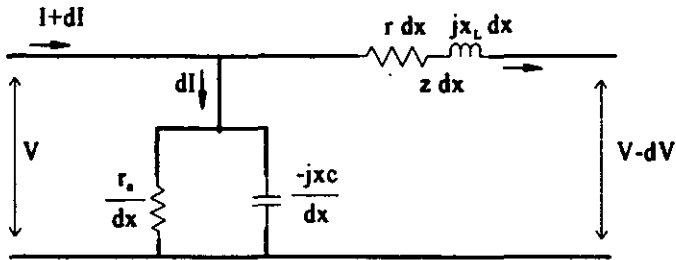 I+dI
r dx
jx_L dx
z dx
dI
V
V-dV
r_a
dx
-jxc
dx